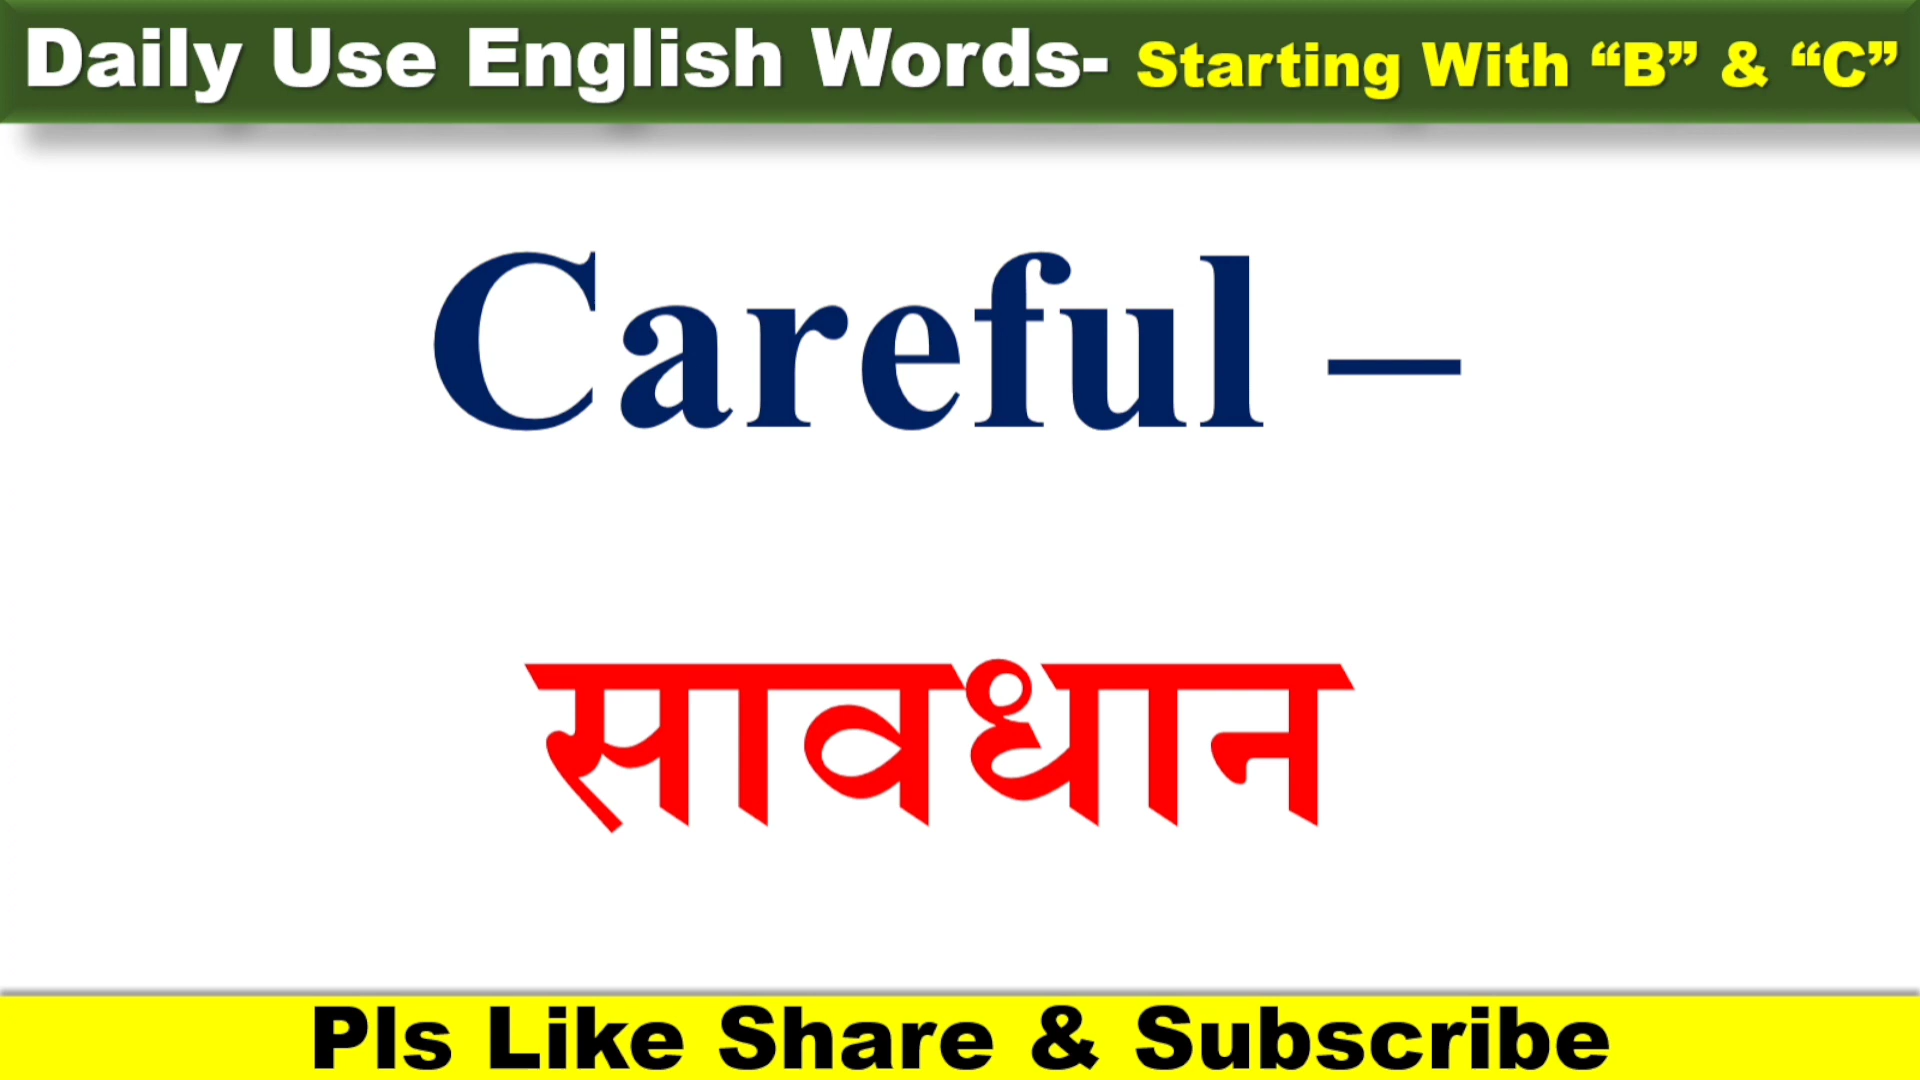 Daily Use English Words- Starting With “B” & “C”
Careful –
सावधान
Pls Like Share & Subscribe